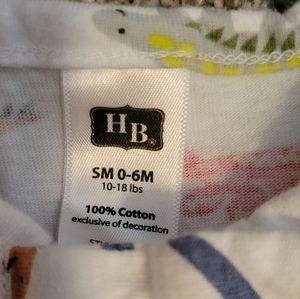 HB®
SM 0-6M
10-18 lbs
100% Cotton
exclusive of decoration